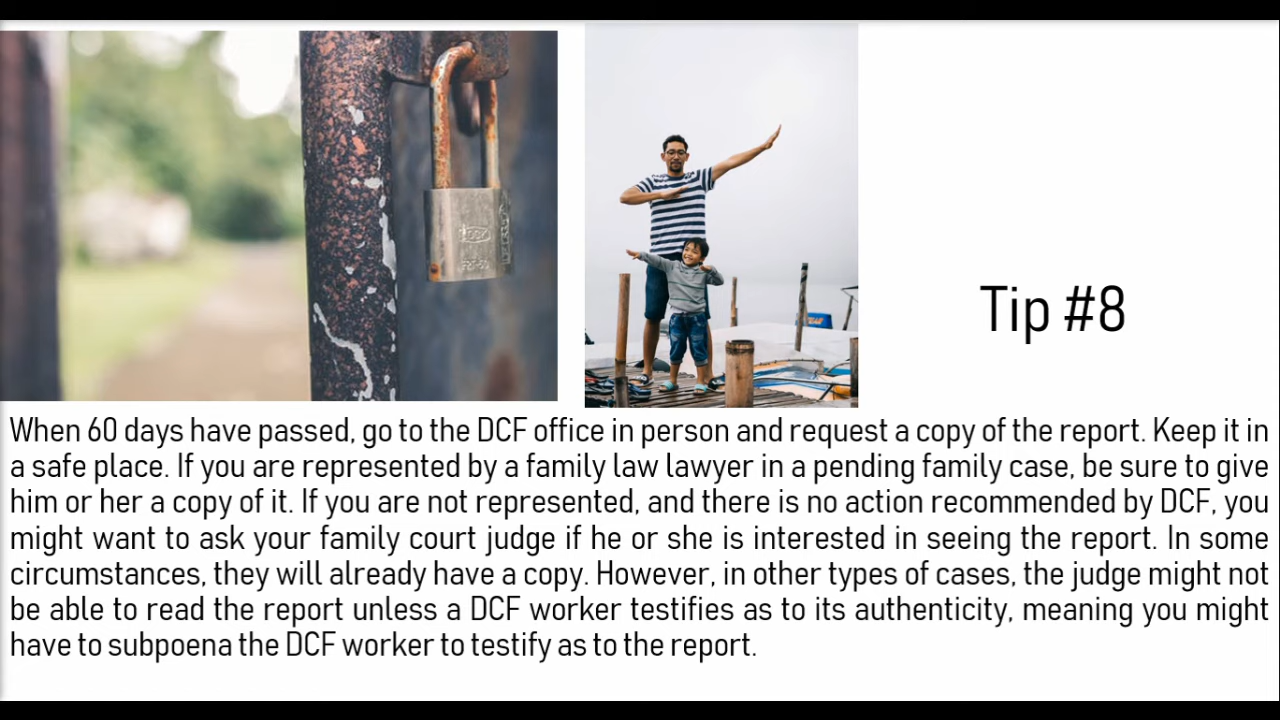 Tip #8
When 60 days have passed, go to the DCF office in person and request a copy of the report. Keep it in
a safe place. If you are represented by a family law lawyer in a pending family case, be sure to give
him or her a copy of it. If you are not represented, and there is no action recommended by DCF, you
might want to ask your family court judge if he or she is interested in seeing the report. In some
circumstances, they will already have a copy. However, in other types of cases, the judge might not
be able to read the report unless a DCF worker testifies as to its authenticity, meaning you might
have to subpoena the DCF worker to testify as to the report.